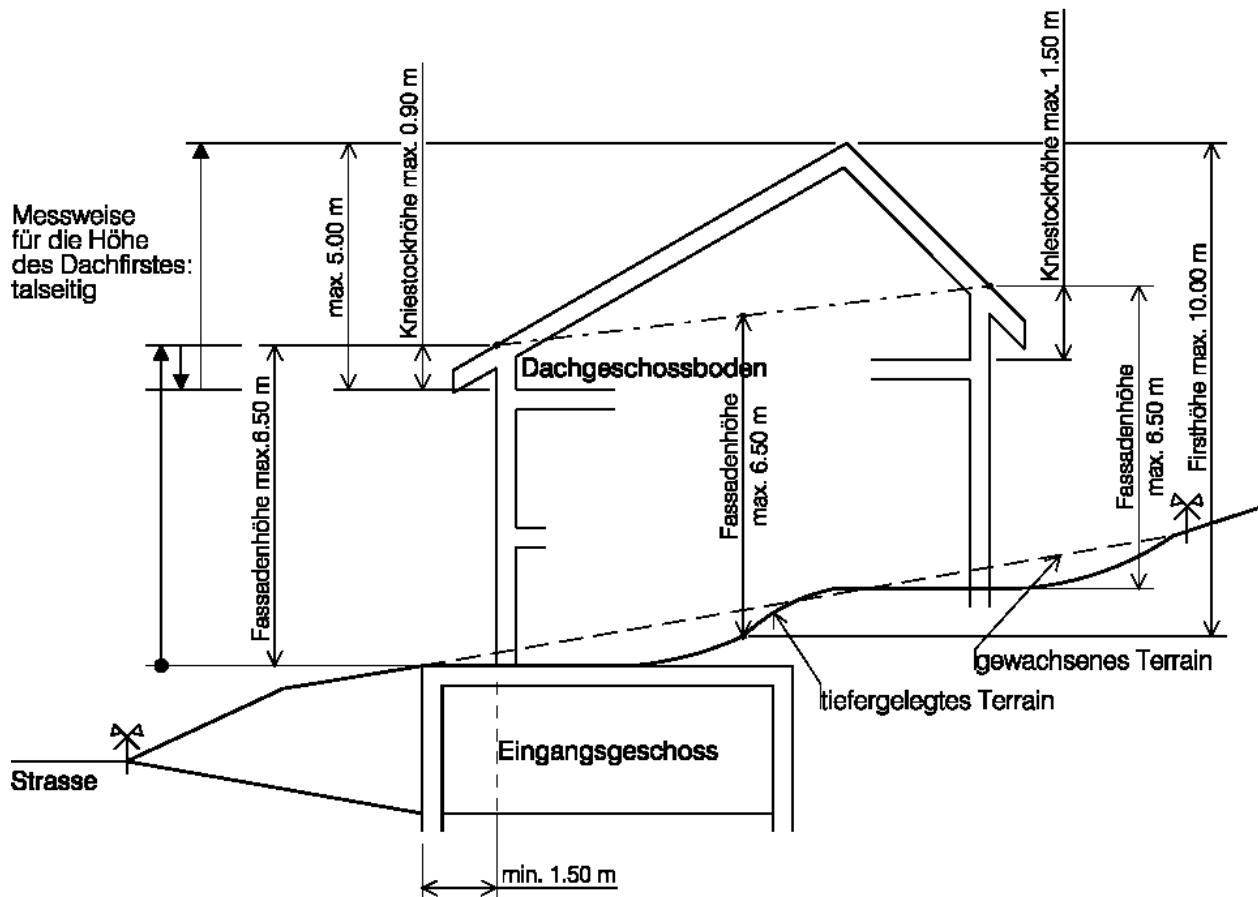 Messweise
für die Höhe
des Dachfirstes:
talseitig
max. 5.00 m
Kniestockhöhe max. 0.90 m
Kniestockhöhe max. 1.50 m
Fassadenhöhe max.6.50 m
Dachgeschossboden
Fassadenhöhe
max. 6.50 m
Fassadenhöhe
max. 6.50 m
Firsthöhe max. 10.00 m
gewachsenes Terrain
tiefergelegtes Terrain
Eingangsgeschoss
Strasse
min. 1.50 m